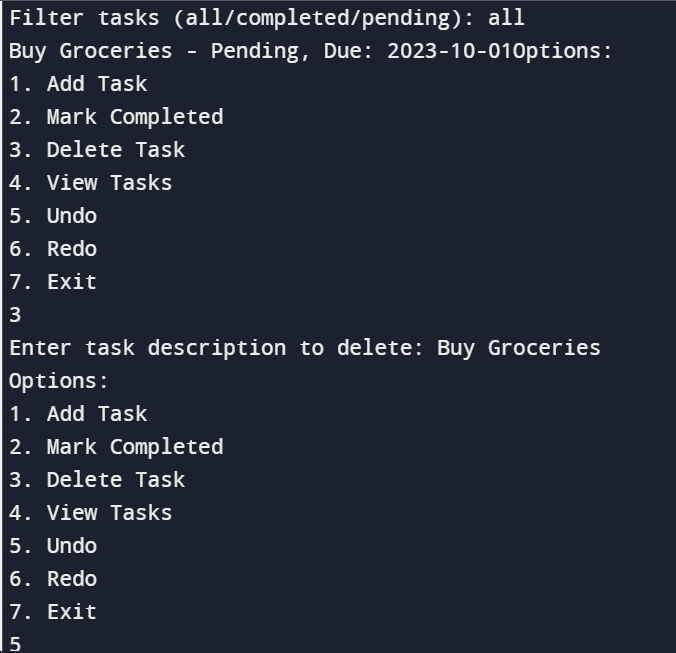 Filter tasks (all/completed/pending): all
Buy Groceries - Pending, Due: 2023-10-01Options:
1. Add Task
2. Mark Completed
3. Delete Task
4. View Tasks
5. Undo
6. Redo
7. Exit
3
Enter task description to delete: Buy Groceries
Options:
1. Add Task
2. Mark Completed
3. Delete Task
4. View Tasks
5. Undo
6. Redo
7. Exit
5